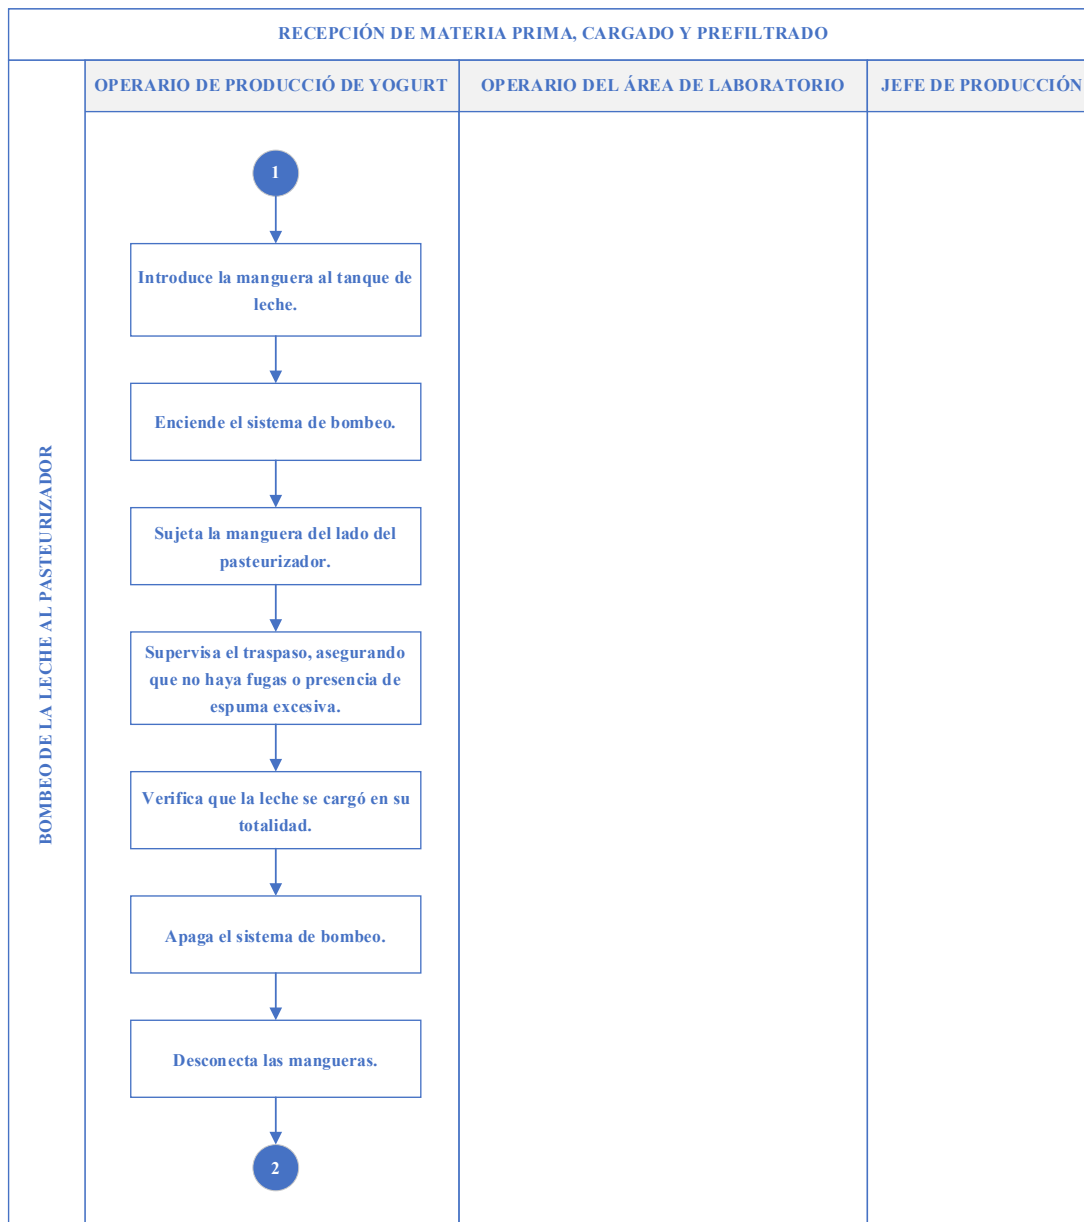 RECEPCIÓN DE MATERIA PRIMA, CARGADO Y PREFILTRADO
OPERARIO DE PRODUCCIÓ DE YOGURT
OPERARIO DEL ÁREA DE LABORATORIO
JEFE DE PRODUCCIÓN
BOMBEO DE LA LECHE AL PASTEURIZADOR
1
Introduce la manguera al tanque de
leche.
Enciende el sistema de bombeo.
Sujeta la manguera del lado del
pasteurizador.
Supervisa el traspaso, asegurando
que no haya fugas o presencia de
espuma excesiva.
Verifica que la leche se cargó en su
totalidad.
Apaga el sistema de bombeo.
Desconecta las mangueras.
2